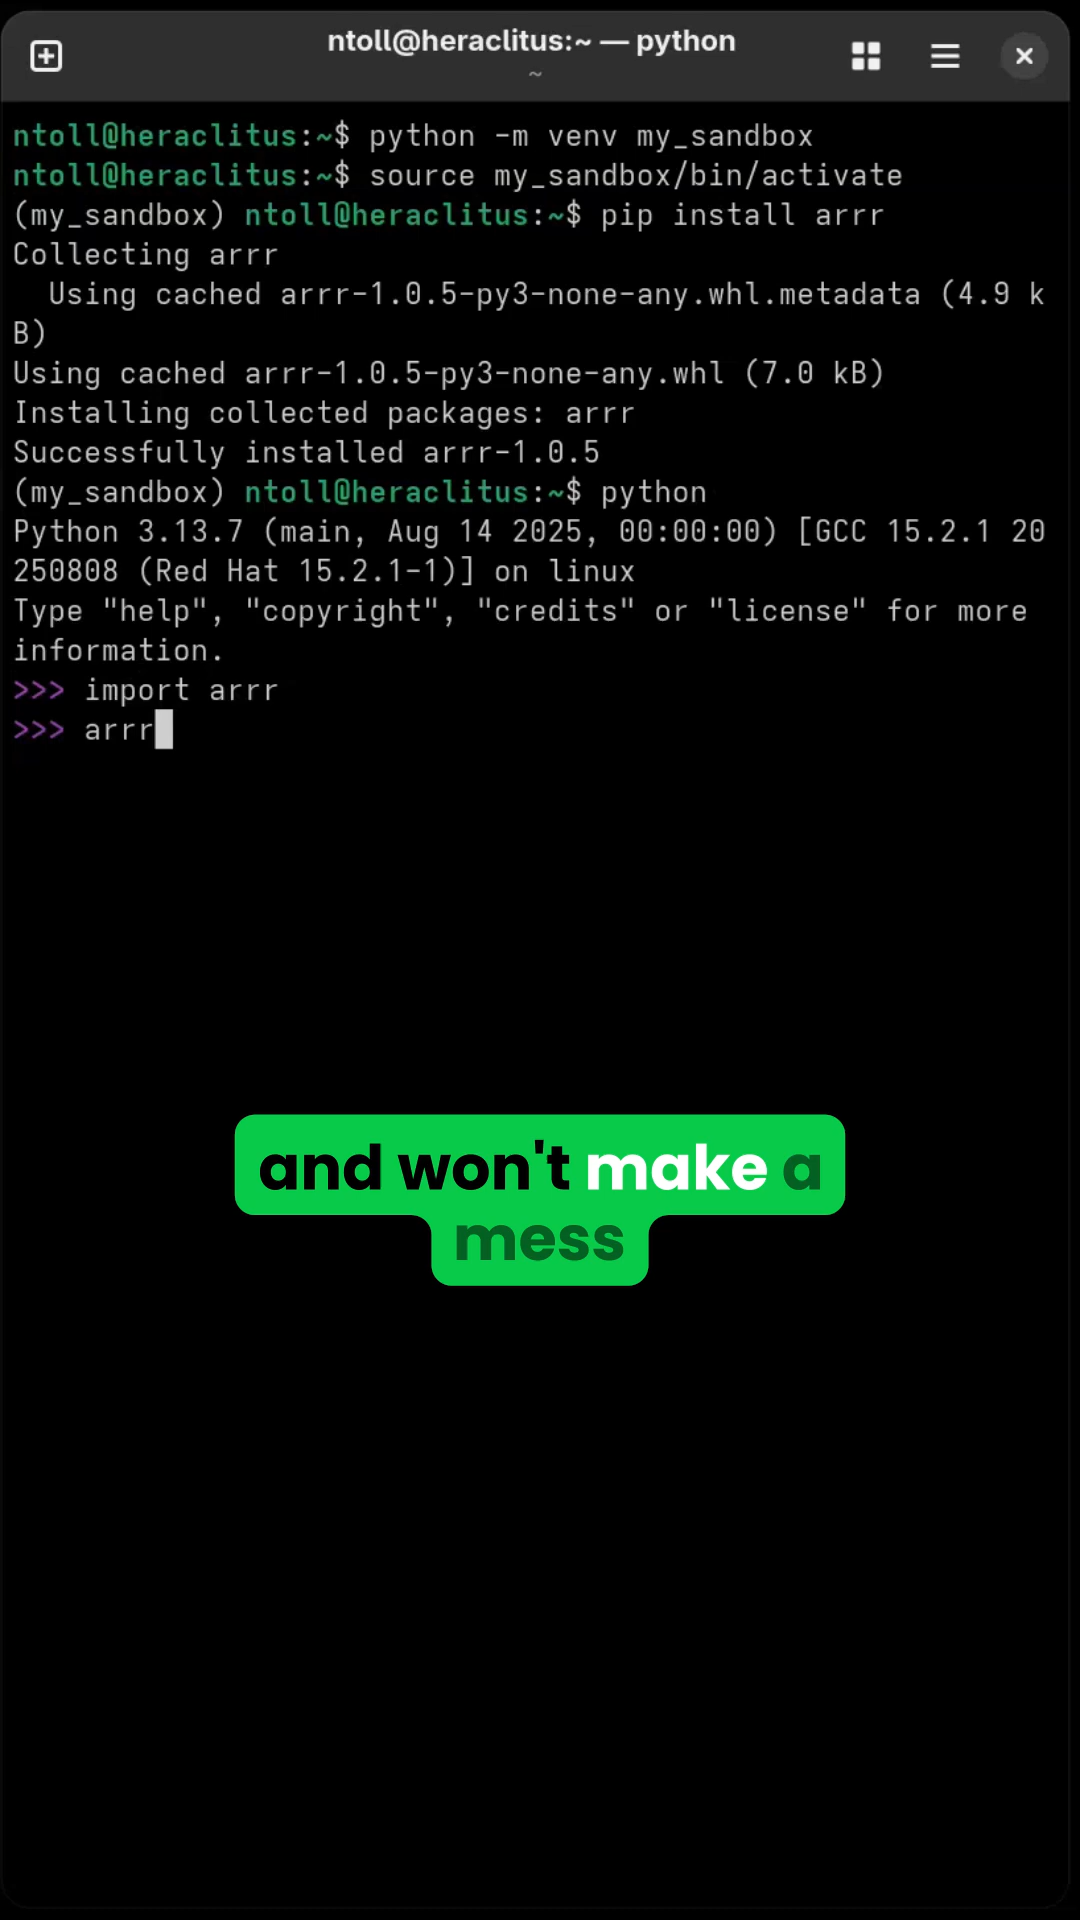 ntoll@heraclitus:~ — python
~
ntoll@heraclitus:~$ python -m venv my_sandbox
ntoll@heraclitus:~$ source my_sandbox/bin/activate
(my_sandbox) ntoll@heraclitus:~$ pip install arrr
Collecting arrr
  Using cached arrr-1.0.5-py3-none-any.whl.metadata (4.9 k
B)
Using cached arrr-1.0.5-py3-none-any.whl (7.0 kB)
Installing collected packages: arrr
Successfully installed arrr-1.0.5
(my_sandbox) ntoll@heraclitus:~$ python
Python 3.13.7 (main, Aug 14 2025, 00:00:00) [GCC 15.2.1 20
250808 (Red Hat 15.2.1-1)] on linux
Type "help", "copyright", "credits" or "license" for more
information.
>>> import arrr
>>> arrr
and won't make a
mess